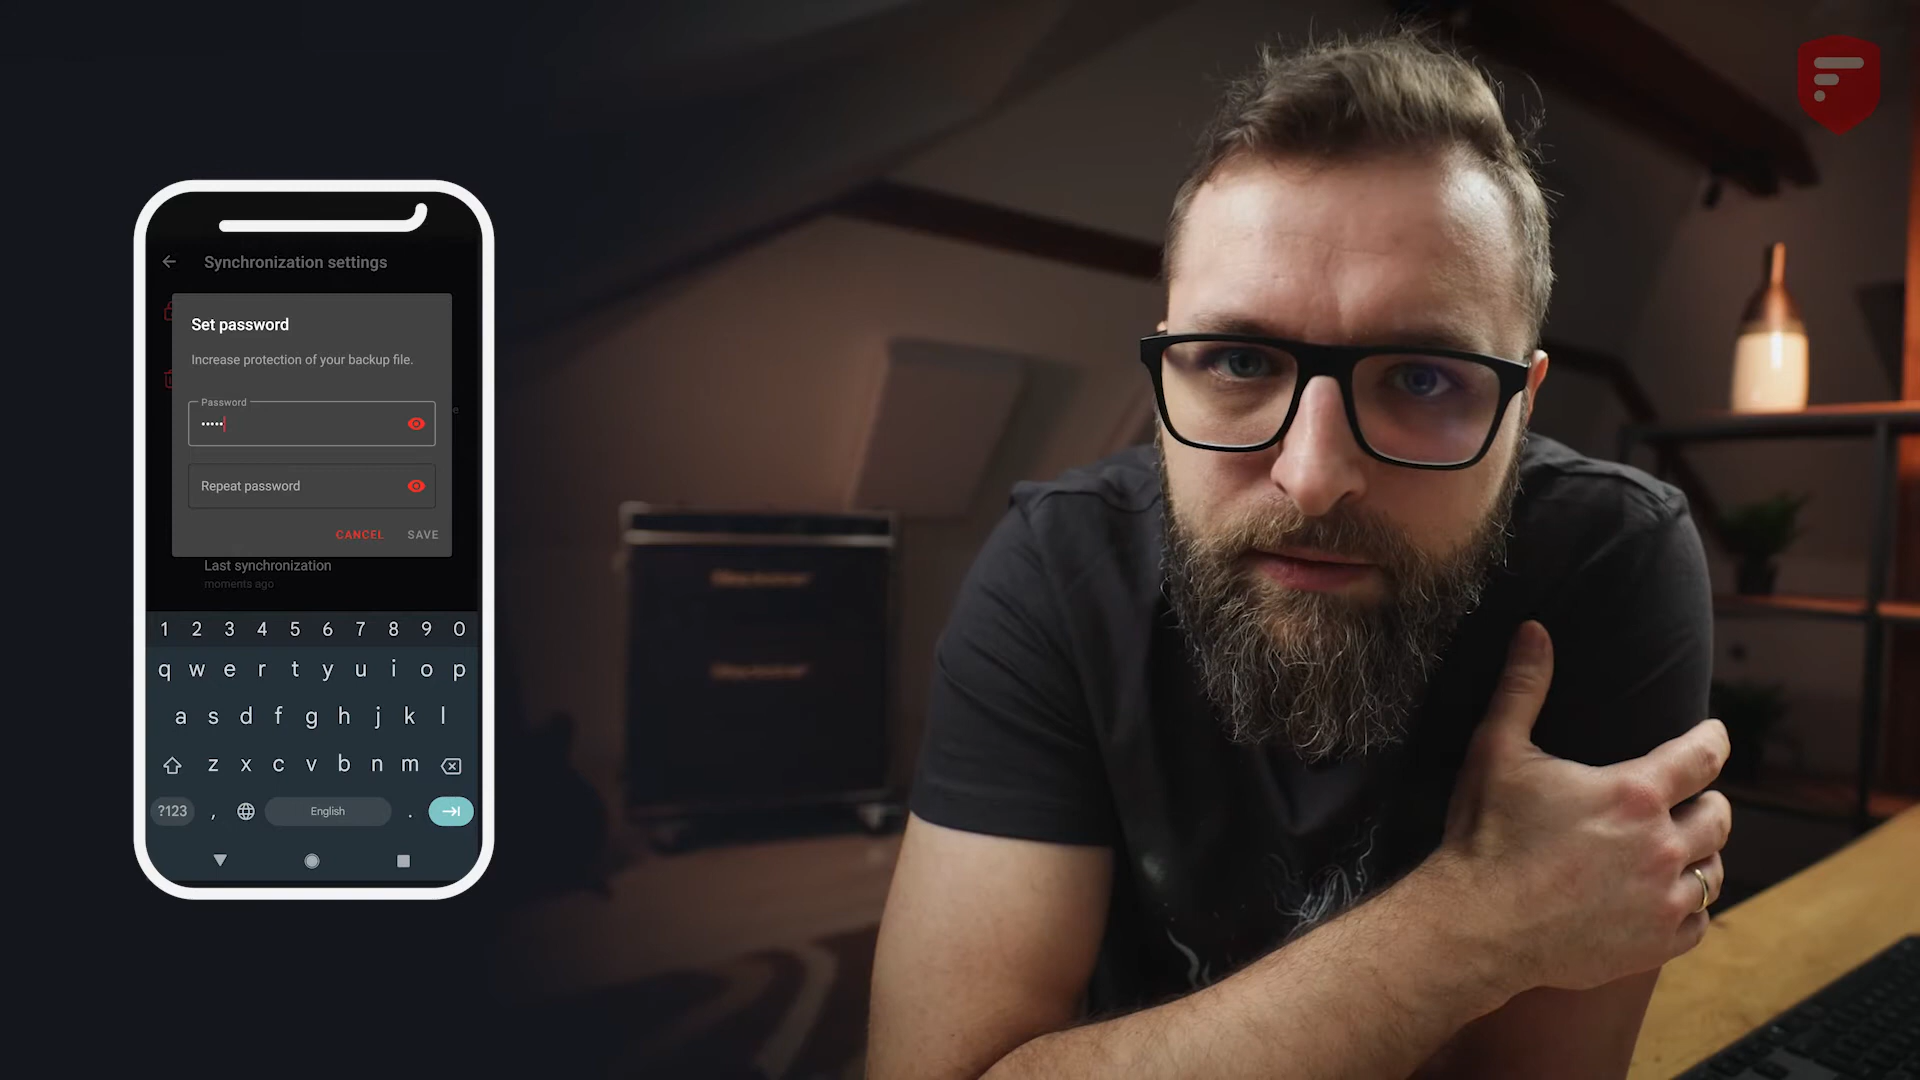 Synchronization settings
Set password
Increase protection of your backup file.
Password
•••••
Repeat password
CANCEL SAVE
Last synchronization
moments ago
1 2 3 4 5 6 7 8 9 0
q w e r t y u i o p
a s d f g h j k l
z x c v b n m
?123 , English .